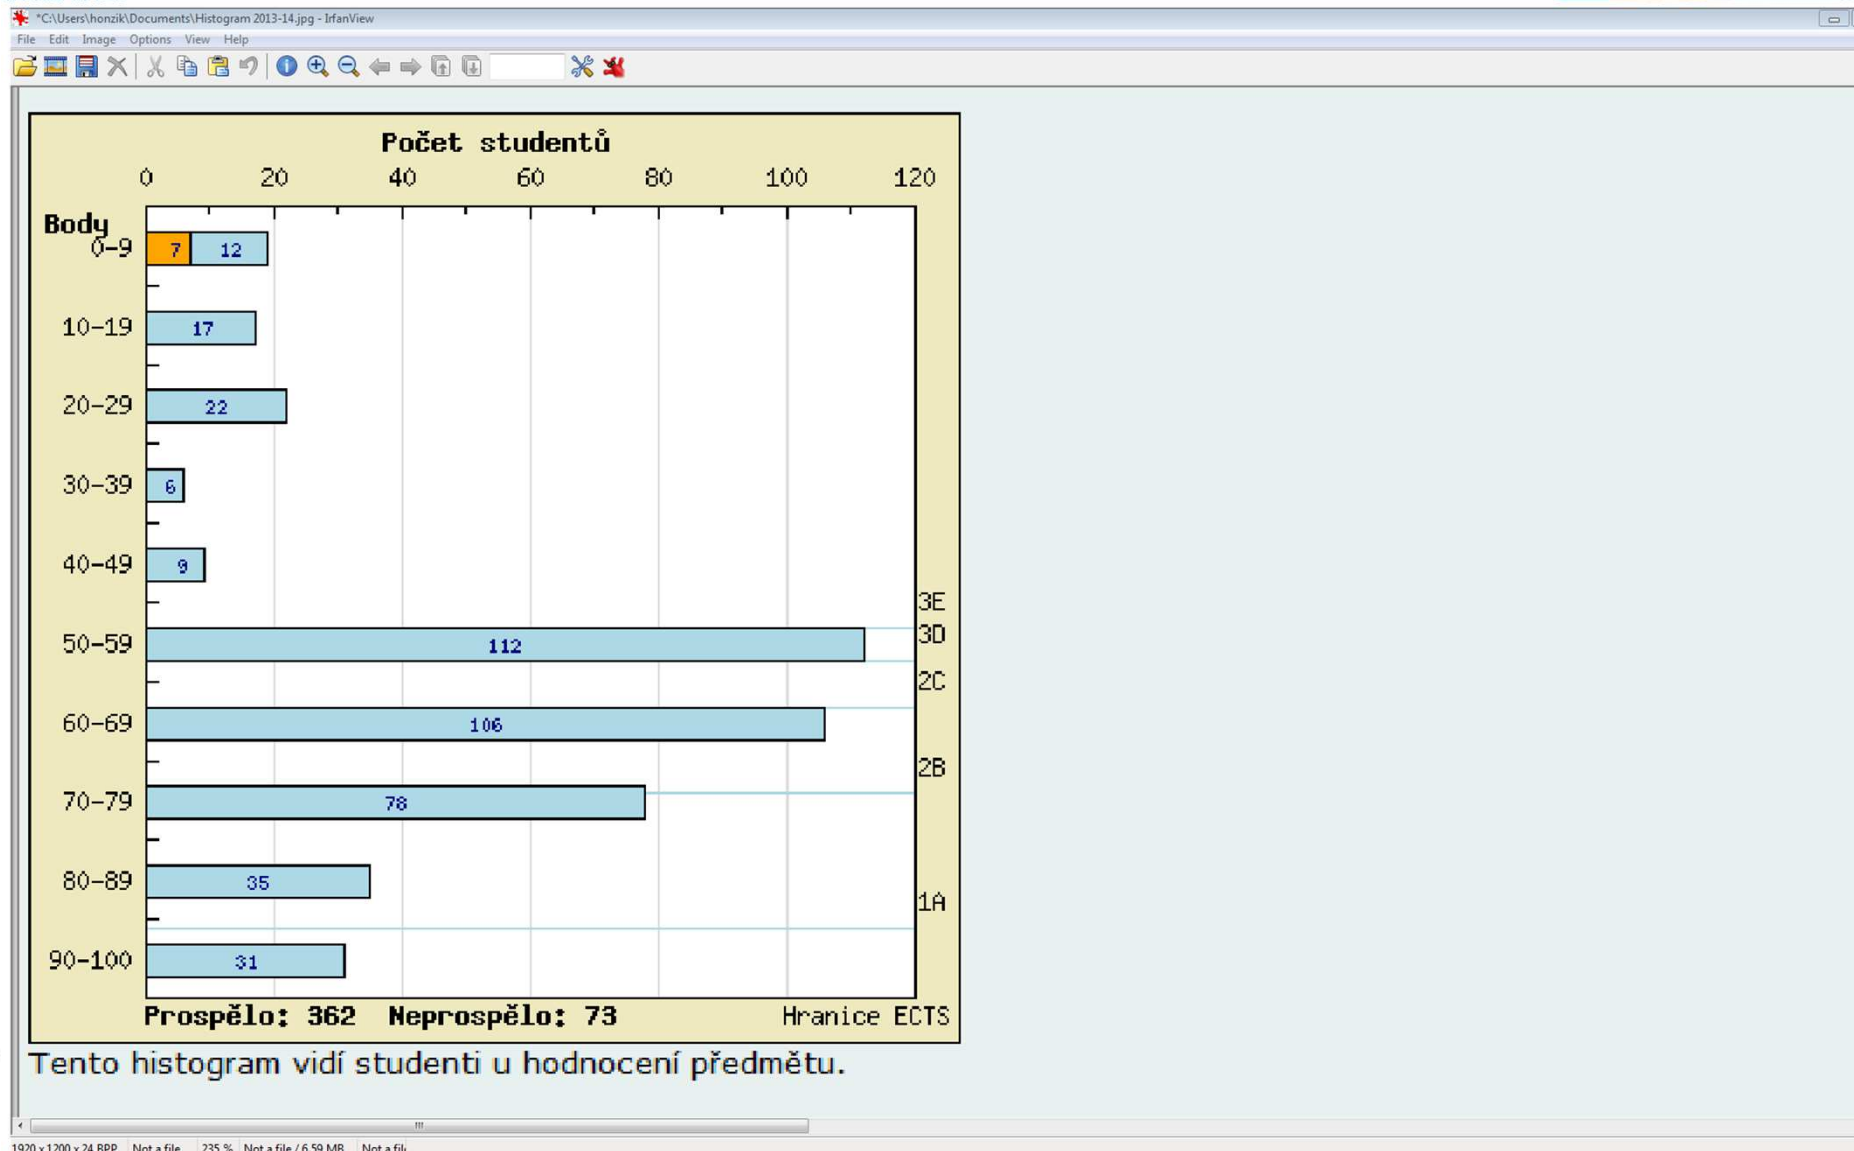 *C:\Users\honzik\Documents\Histogram 2013-14.jpg - IrfanView
File Edit Image Options View Help
Počet studentů
0 20 40 60 80 100 120
Body
0-9 7 12
10-19 17
20-29 22
30-39 6
40-49 9
3E
50-59 112 3D
2C
60-69 106
2B
70-79 78
80-89 35
1A
90-100 31
Prospělo: 362 Neprospělo: 73 Hranice ECTS
Tento histogram vidí studenti u hodnocení předmětu.
1920 x 1200 x 24 BPP Not a file 235 % Not a file / 6.59 MB Not a